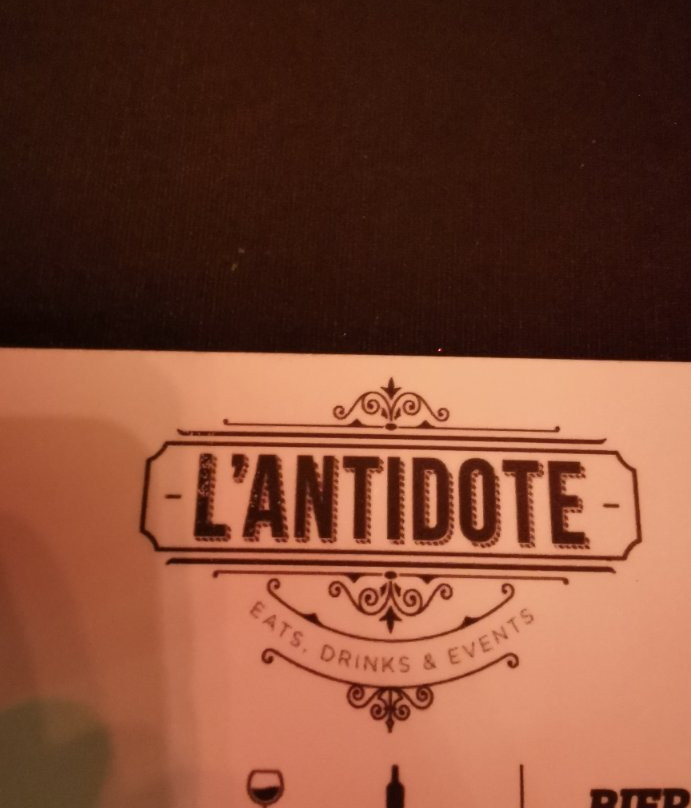 - L'ANTIDOTE -
EATS, DRINKS & EVENTS